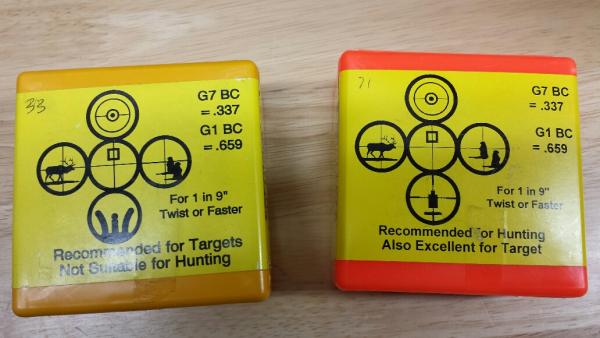 33
G7 BC
= .337
G1 BC
= .659
For 1 in 9"
Twist or Faster
Recommended for Targets
Not Suitable for Hunting
71
G7 BC
= .337
G1 BC
= .659
For 1 in 9"
Twist or Faster
Recommended for Hunting
Also Excellent for Target